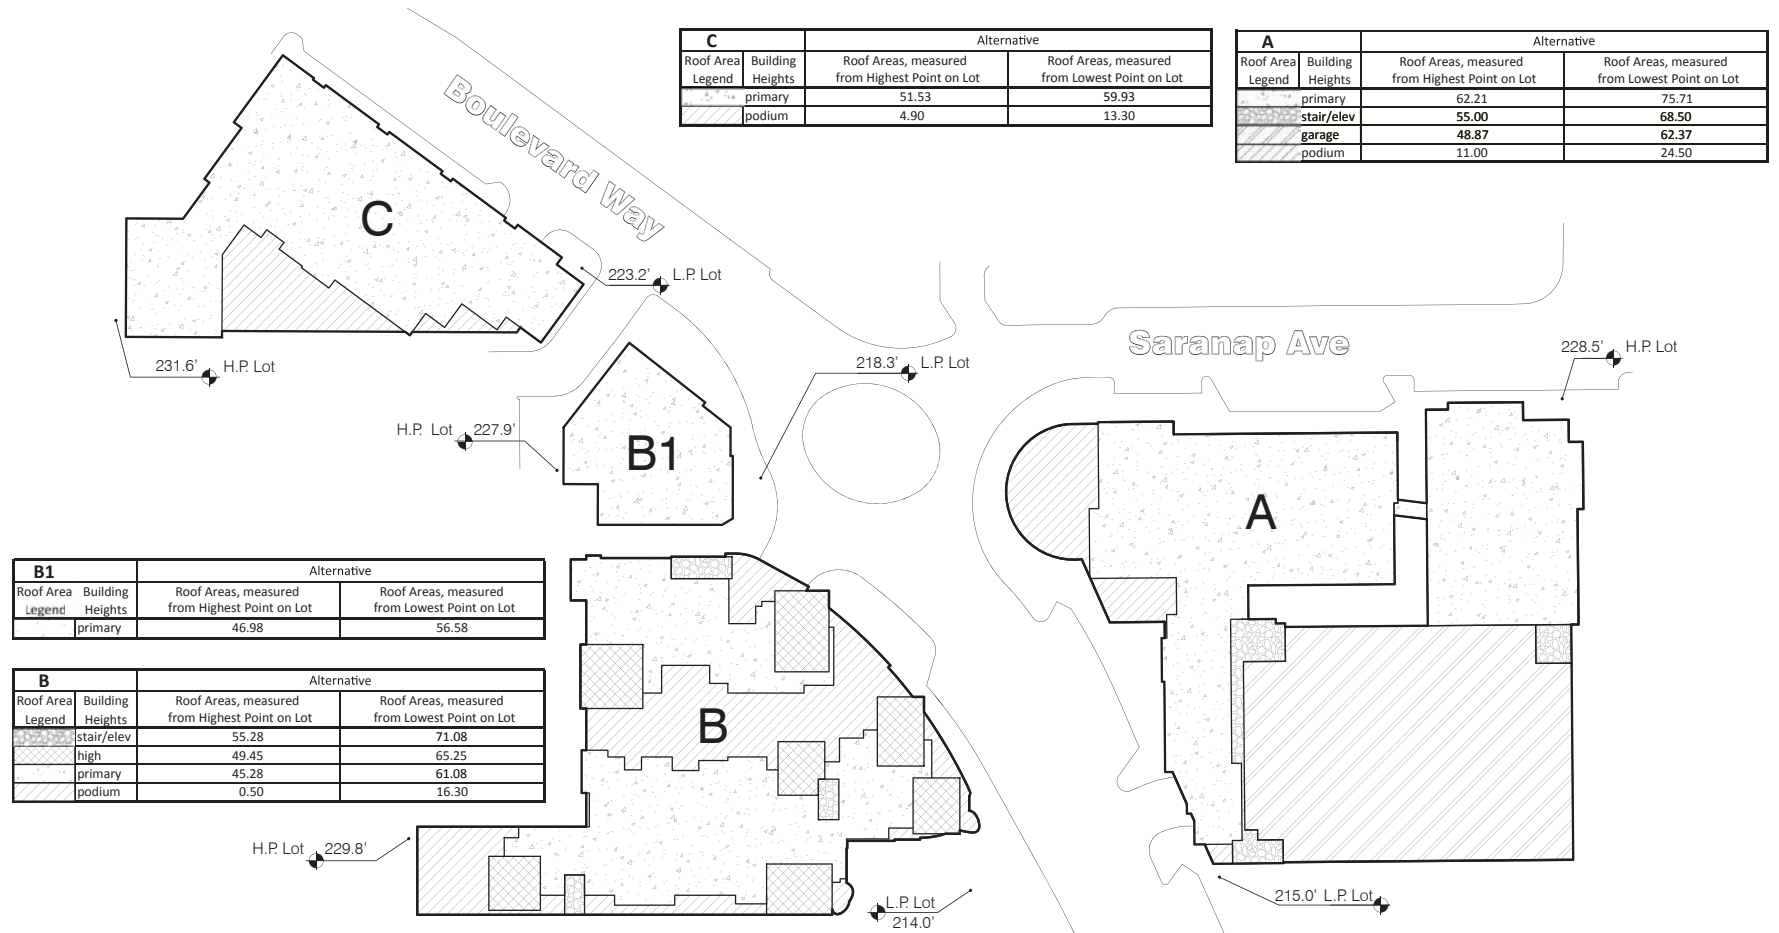 C
Alternative
Roof Area Legend
Building Heights
Roof Areas, measured from Highest Point on Lot
Roof Areas, measured from Lowest Point on Lot
primary 51.53 59.93
podium 4.90 13.30
A
Alternative
Roof Area Legend
Building Heights
Roof Areas, measured from Highest Point on Lot
Roof Areas, measured from Lowest Point on Lot
primary 62.21 75.71
stair/elev 55.00 68.50
garage 48.87 62.37
podium 11.00 24.50
Boulevard Way
C
223.2' L.P. Lot
231.6' H.P. Lot
Saranap Ave
228.5' H.P. Lot
218.3' L.P. Lot
H.P. Lot 227.9'
B1
A
B1
Alternative
Roof Area Legend
Building Heights
Roof Areas, measured from Highest Point on Lot
Roof Areas, measured from Lowest Point on Lot
primary 46.98 56.58
B
Alternative
Roof Area Legend
Building Heights
Roof Areas, measured from Highest Point on Lot
Roof Areas, measured from Lowest Point on Lot
stair/elev 55.28 71.08
high 49.45 65.25
primary 45.28 61.08
podium 0.50 16.30
B
H.P. Lot 229.8'
L.P. Lot
214.0'
215.0' L.P. Lot